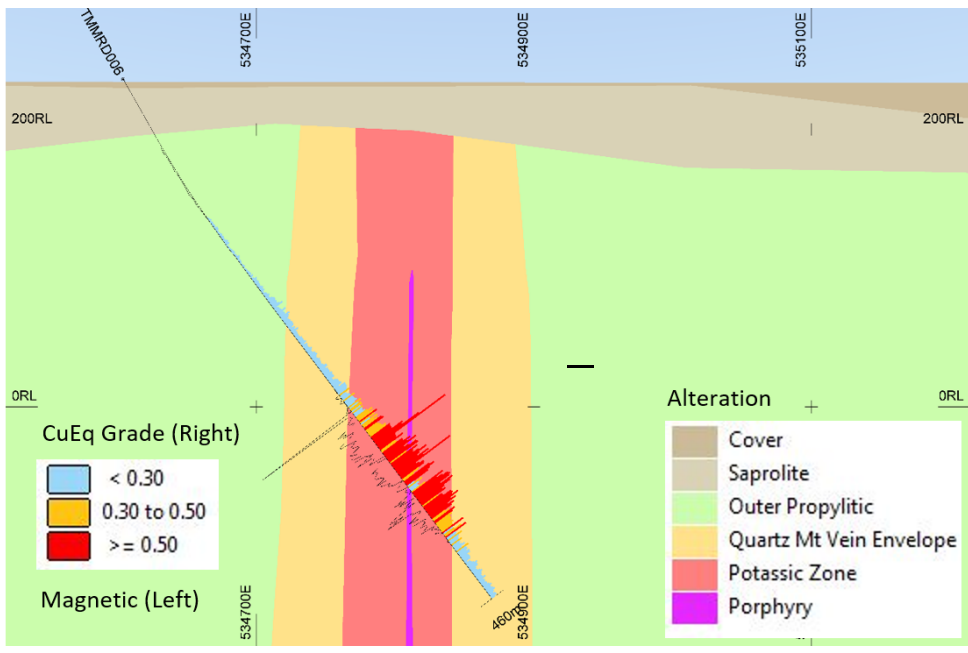 TMMRD006
534700E
534900E
535100E
200RL
200RL
0RL
0RL
CuEq Grade (Right)
< 0.30
0.30 to 0.50
>= 0.50
Magnetic (Left)
Alteration
Cover
Saprolite
Outer Propylitic
Quartz Mt Vein Envelope
Potassic Zone
Porphyry
534700E
534900E
460m